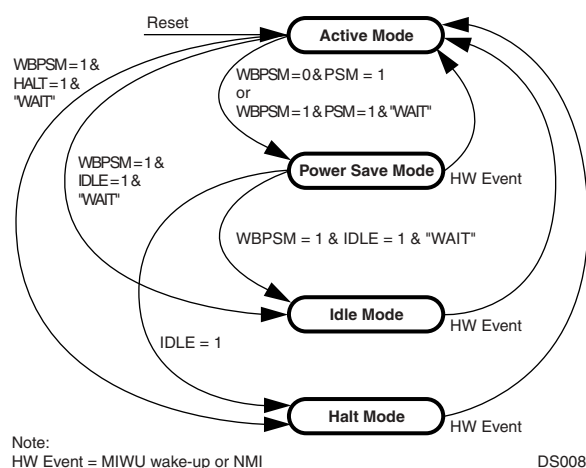 Reset
Active Mode
WBPSM = 1 &
HALT = 1 &
"WAIT"
WBPSM = 0 & PSM = 1
or
WBPSM = 1 & PSM = 1 & "WAIT"
WBPSM = 1 &
IDLE = 1 &
"WAIT"
Power Save Mode
HW Event
WBPSM = 1 & IDLE = 1 & "WAIT"
Idle Mode
HW Event
IDLE = 1
Halt Mode
HW Event
Note:
HW Event = MIWU wake-up or NMI
DS008